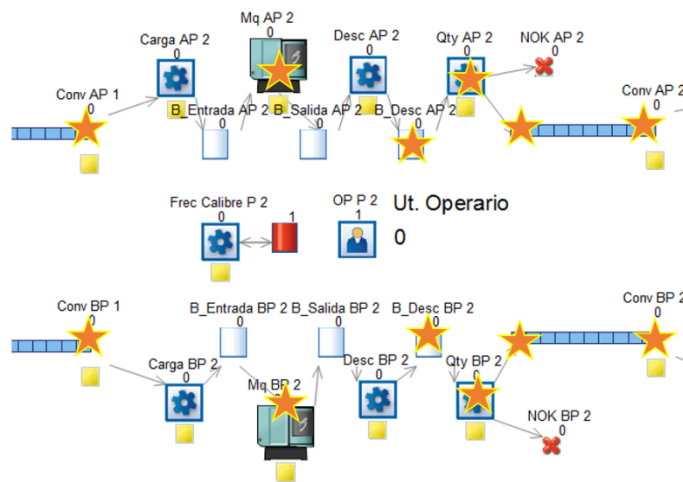 Mq AP 2
0
Carga AP 2
0
Desc AP 2
0
Qty AP 2
0
NOK AP 2
0
Conv AP 1
0
B_Entrada AP 2
0
B_Salida AP 2
0
B_Desc AP 2
0
Conv AP 2
0
Frec Calibre P 2
0
1
OP P 2
1
Ut. Operario
0
Conv BP 1
0
B_Entrada BP 2
0
B_Salida BP 2
0
B_Desc BP 2
0
Conv BP 2
0
Carga BP 2
0
Mq BP 2
Desc BP 2
0
Qty BP 2
0
NOK BP 2
0